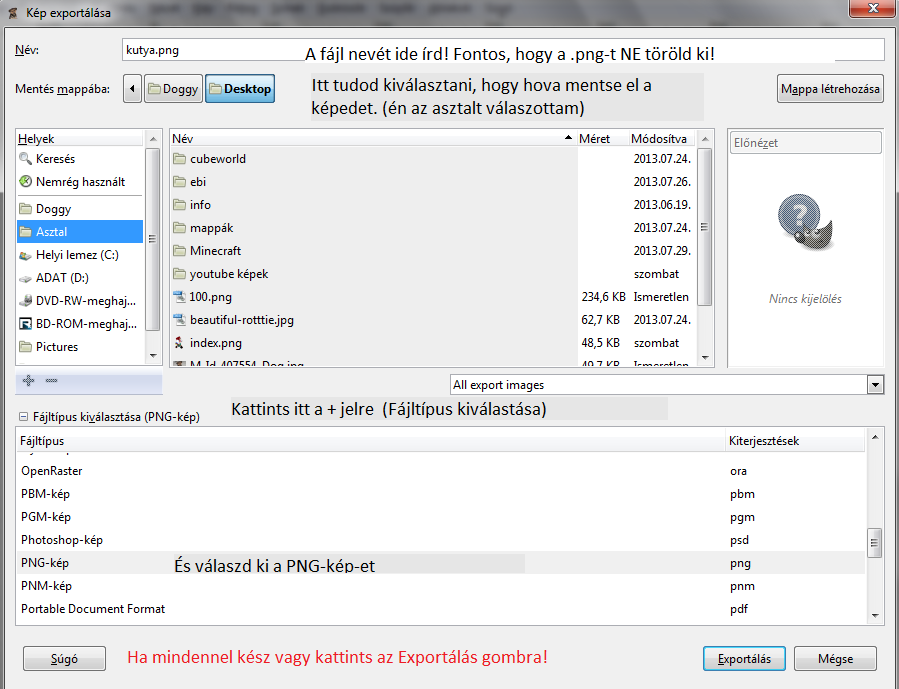 Kép exportálása
Név:
kutya.png
A fájl nevét ide írd! Fontos, hogy a .png-t NE töröld ki!
Mentés mappába:
Doggy
Desktop
Itt tudod kiválasztani, hogy hova mentse el a
képedet. (én az asztalt válaszottam)
Mappa létrehozása
Helyek
Keresés
Nemrég használt
Doggy
Asztal
Helyi lemez (C:)
ADAT (D:)
DVD-RW-meghaj...
BD-ROM-meghaj...
Pictures
Név Méret Módosítva
cubeworld 2013.07.24.
ebi 2013.07.26.
info 2013.06.19.
mappák 2013.07.24.
Minecraft 2013.07.29.
youtube képek szombat
100.png 234,6 KB Ismeretlen
beautiful-rotttie.jpg 62,7 KB 2013.07.24.
index.png 48,5 KB szombat
M-Id-407554-Dog.jpg 49,7 KB Ismeretlen
Előnézet
Nincs kijelölés
All export images
Kattints itt a + jelre (Fájltípus kiválastása)
Fájltípus kiválasztása (PNG-kép)
Fájltípus Kiterjesztések
OpenRaster ora
PBM-kép pbm
PGM-kép pgm
Photoshop-kép psd
PNG-kép És válaszd ki a PNG-kép-et png
PNM-kép pnm
Portable Document Format pdf
Súgó
Ha mindennel kész vagy kattints az Exportálás gombra!
Exportálás
Mégse